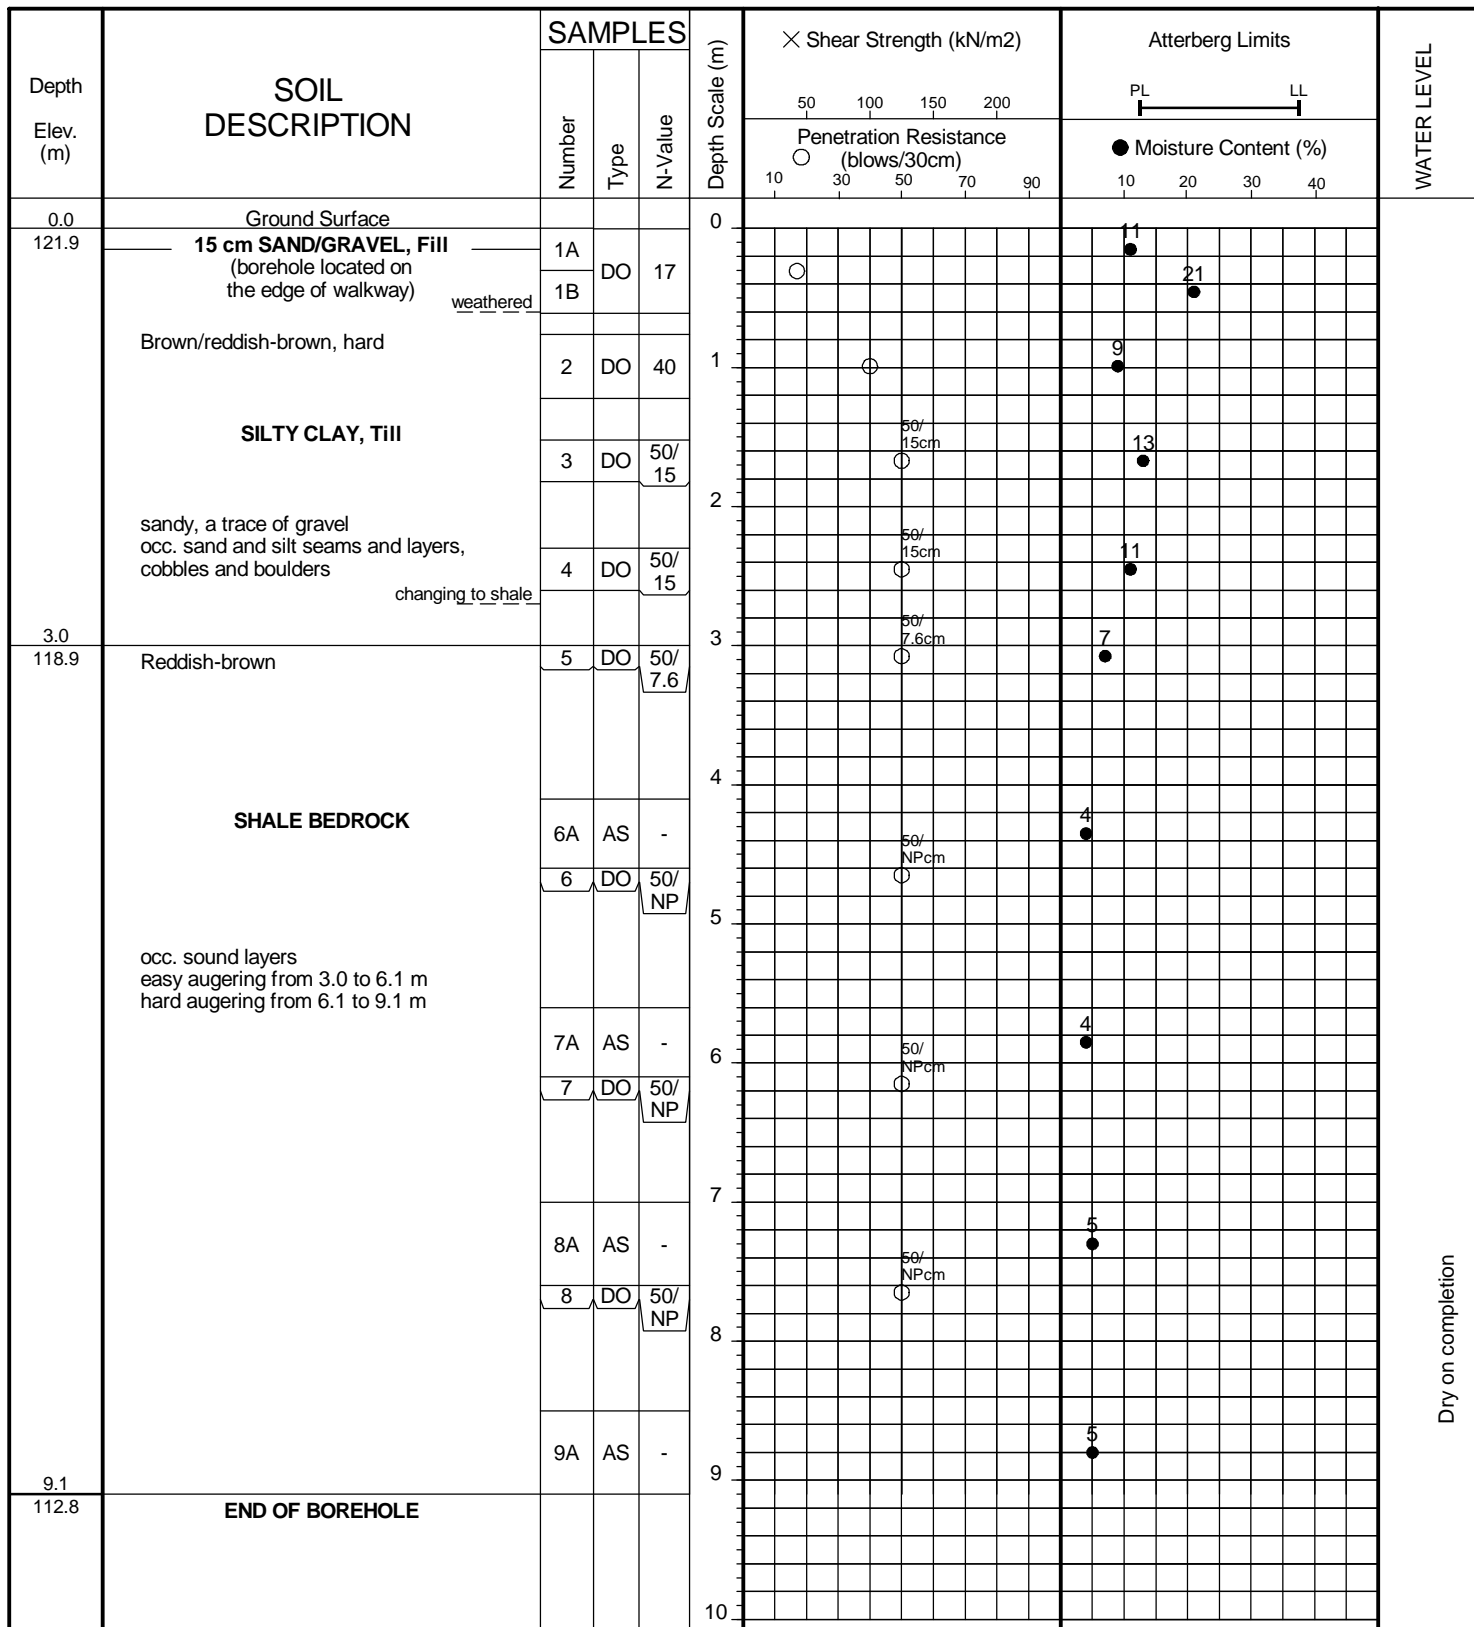 Depth
Elev.
(m)
SOIL
DESCRIPTION
SAMPLES
Number
Type
N-Value
Depth Scale (m)
× Shear Strength (kN/m2)
50 100 150 200
Penetration Resistance
(blows/30cm)
10 30 50 70 90
Atterberg Limits
PL LL
Moisture Content (%)
10 20 30 40
WATER LEVEL
0.0 Ground Surface 0
121.9 15 cm SAND/GRAVEL, Fill 1A 11
(borehole located on DO 17
the edge of walkway) 1B 21
weathered
Brown/reddish-brown, hard 9
2 DO 40 1
SILTY CLAY, Till 50/
15cm 13
3 DO 50/
15
2
sandy, a trace of gravel
occ. sand and silt seams and layers, 50/
15cm 11
cobbles and boulders 4 DO 50/
15
changing to shale
3.0 3 50/
7.6cm 7
118.9 Reddish-brown 5 DO 50/
7.6
4
SHALE BEDROCK 6A AS - 4
50/
NPcm
6 DO 50/
NP
5
occ. sound layers
easy augering from 3.0 to 6.1 m
hard augering from 6.1 to 9.1 m
7A AS - 4
6 50/
NPcm
7 DO 50/
NP
7
8A AS - 5
50/
NPcm
8 DO 50/
NP
8
Dry on completion
9A AS - 5
9.1 9
112.8 END OF BOREHOLE
10